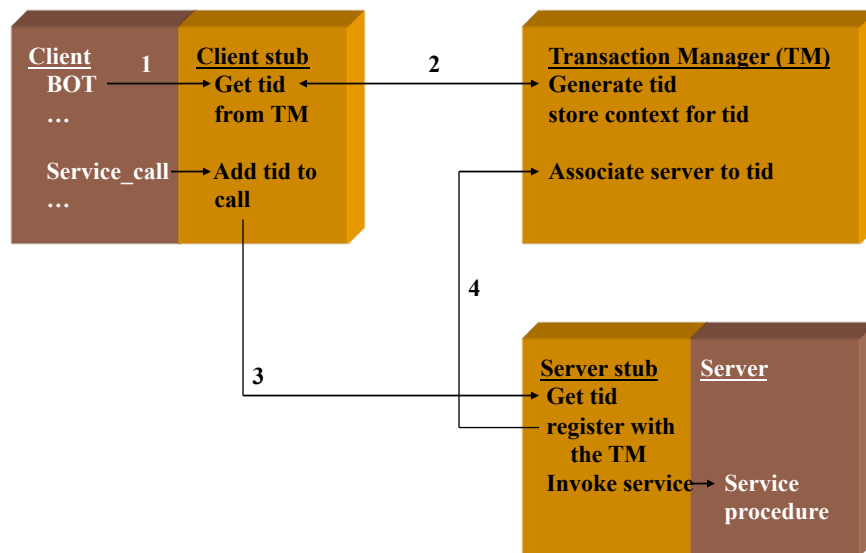 Client
BOT
…
Service_call
…
1
Client stub
Get tid
from TM
Add tid to
call
2
Transaction Manager (TM)
Generate tid
store context for tid
Associate server to tid
3
4
Server stub
Get tid
register with
the TM
Invoke service
Server
Service
procedure